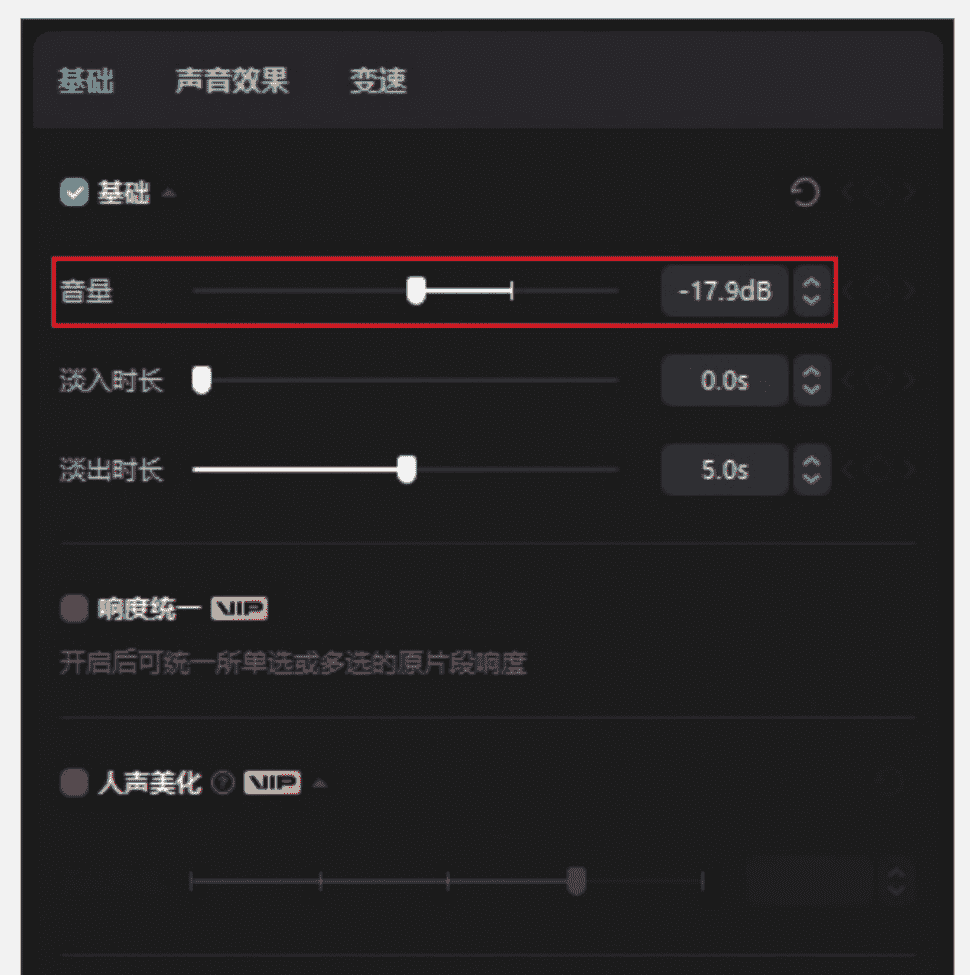 基础 声音效果 变速
基础
音量 -17.9dB
淡入时长 0.0s
淡出时长 5.0s
响度统一 VIP
开启后可统一所单选或多选的原片段响度
人声美化 ? VIP